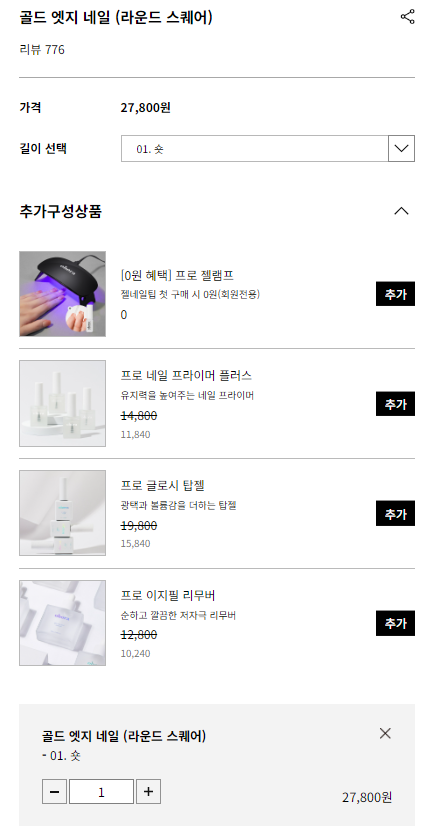 골드 엣지 네일 (라운드 스퀘어)
리뷰 776
가격 27,800원
길이 선택 01. 숏
추가구성상품
[0원 혜택] 프로 젤램프
젤네일팁 첫 구매 시 0원(회원전용)
0
추가
프로 네일 프라이머 플러스
유지력을 높여주는 네일 프라이머
14,800
11,840
추가
프로 글로시 탑젤
광택과 볼륨감을 더하는 탑젤
19,800
15,840
추가
프로 이지필 리무버
순하고 깔끔한 저자극 리무버
12,800
10,240
추가
골드 엣지 네일 (라운드 스퀘어)
- 01. 숏
1
27,800원